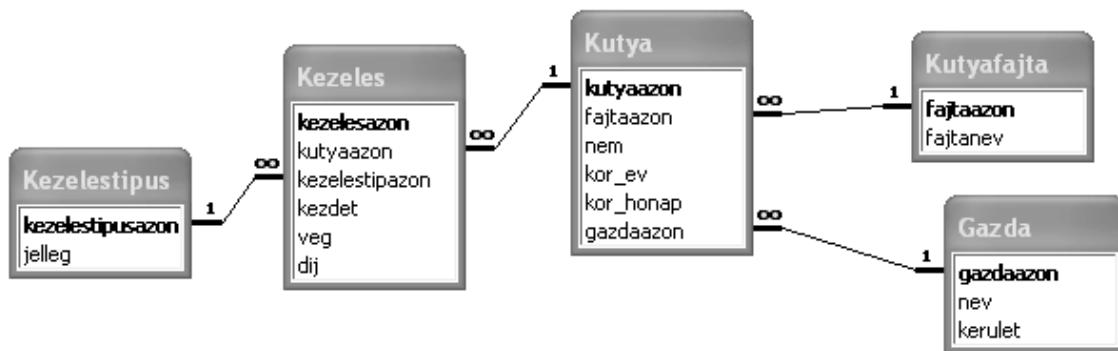 Kezelestipus
kezelestipusazon
jelleg
1
∞
Kezeles
kezelesazon
kutyaazon
kezelestipazon
kezdet
veg
dij
∞
1
Kutya
kutyaazon
fajtaazon
nem
kor_ev
kor_honap
gazdaazon
∞
1
∞
1
Kutyafajta
fajtaazon
fajtanev
Gazda
gazdaazon
nev
kerulet